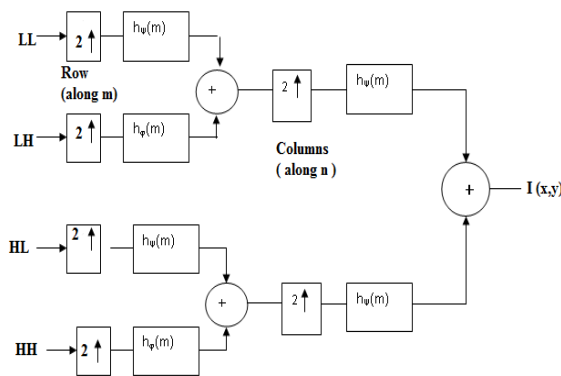 LL
2 ↑
hψ(m)
Row
(along m)
+
2 ↑
hψ(m)
LH
2 ↑
hφ(m)
Columns
( along n )
+
I (x,y)
HL
2 ↑
hψ(m)
+
2 ↑
hψ(m)
HH
2 ↑
hφ(m)